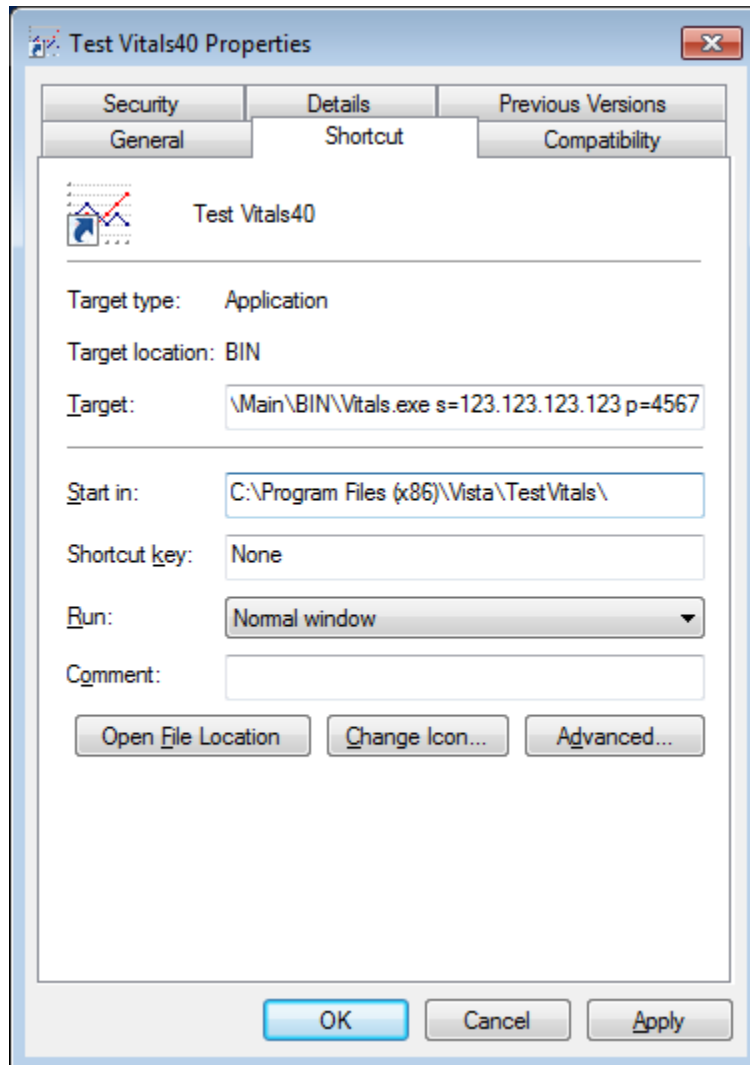 Test Vitals40 Properties
Security Details Previous Versions
General Shortcut Compatibility
Test Vitals40
Target type: Application
Target location: BIN
Target: \Main\BIN\Vitals.exe s=123.123.123.123 p=4567
Start in: C:\Program Files (x86)\Vista\TestVitals\
Shortcut key: None
Run: Normal window
Comment:
Open File Location Change Icon... Advanced...
OK Cancel Apply